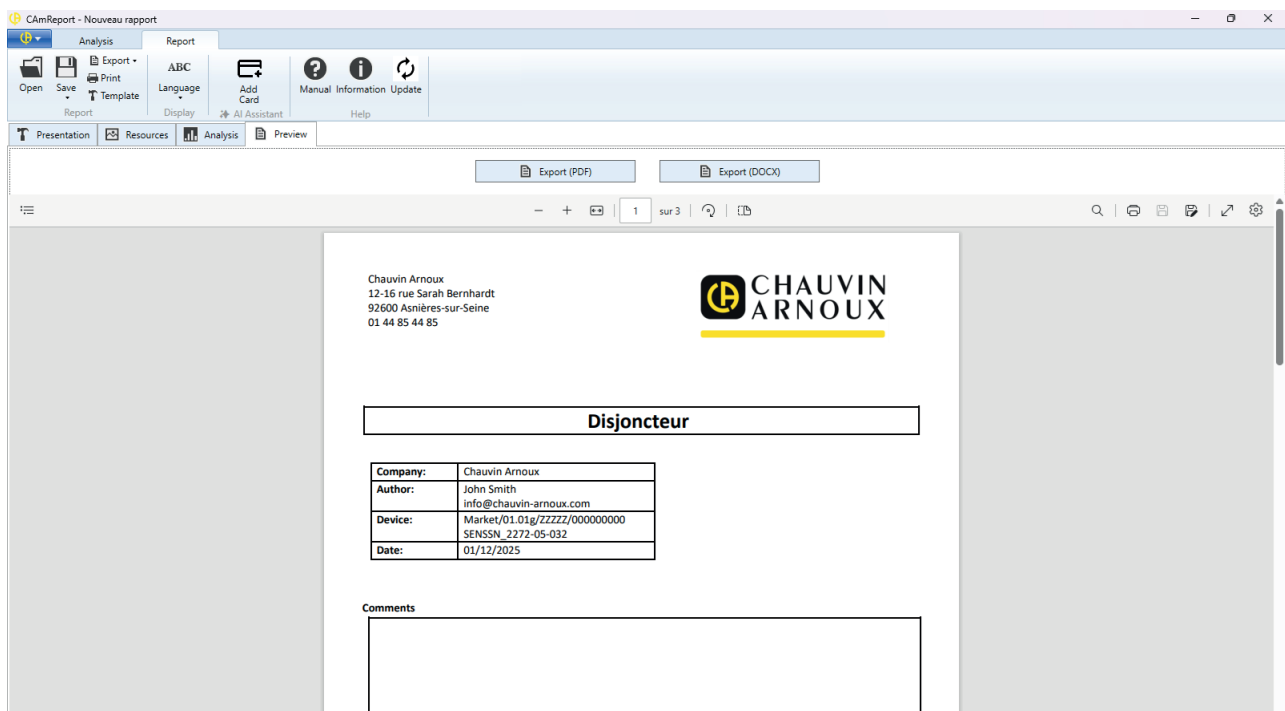 CAmReport - Nouveau rapport
Analysis Report
Open Save Export Print Template
ABC Language
Add Card
Manual Information Update
Report Display AI Assistant Help
Presentation Resources Analysis Preview
Export (PDF) Export (DOCX)
1 sur 3
Chauvin Arnoux
12-16 rue Sarah Bernhardt
92600 Asnières-sur-Seine
01 44 85 44 85
CHAUVIN
ARNOUX
Disjoncteur
Company: Chauvin Arnoux
Author: John Smith
info@chauvin-arnoux.com
Device: Market/01.01g/ZZZZZ/000000000
SENSSN_2272-05-032
Date: 01/12/2025
Comments